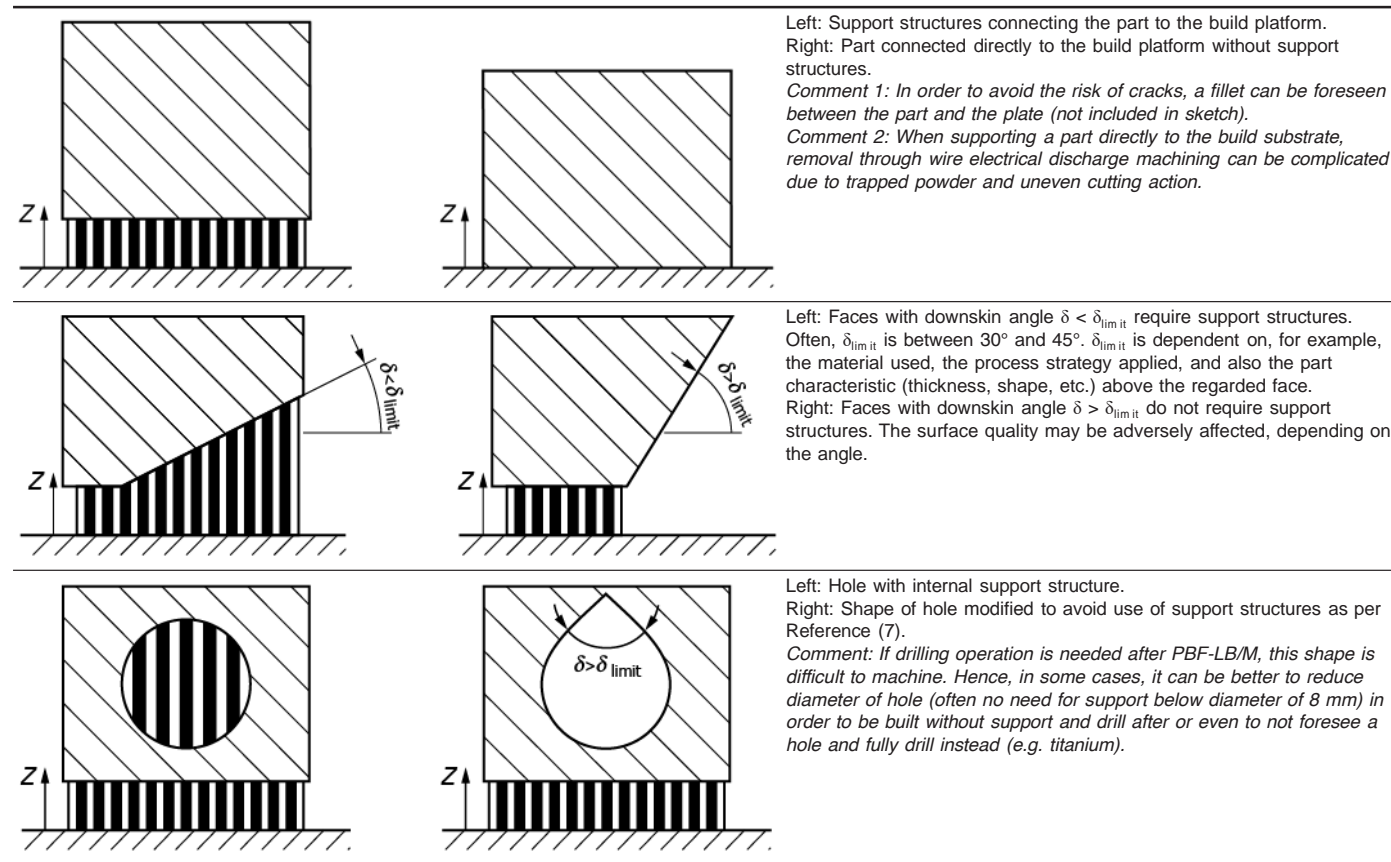 Left: Support structures connecting the part to the build platform.
Right: Part connected directly to the build platform without support
structures.
Comment 1: In order to avoid the risk of cracks, a fillet can be foreseen
between the part and the plate (not included in sketch).
Comment 2: When supporting a part directly to the build substrate,
removal through wire electrical discharge machining can be complicated
due to trapped powder and uneven cutting action.
Z
Z
Left: Faces with downskin angle δ < δlimit require support structures.
Often, δlimit is between 30° and 45°. δlimit is dependent on, for example,
the material used, the process strategy applied, and also the part
characteristic (thickness, shape, etc.) above the regarded face.
Right: Faces with downskin angle δ > δlimit do not require support
structures. The surface quality may be adversely affected, depending on
the angle.
δ<δlimit
δ>δlimit
Z
Z
Left: Hole with internal support structure.
Right: Shape of hole modified to avoid use of support structures as per
Reference (7).
Comment: If drilling operation is needed after PBF-LB/M, this shape is
difficult to machine. Hence, in some cases, it can be better to reduce
diameter of hole (often no need for support below diameter of 8 mm) in
order to be built without support and drill after or even to not foresee a
hole and fully drill instead (e.g. titanium).
δ>δlimit
Z
Z